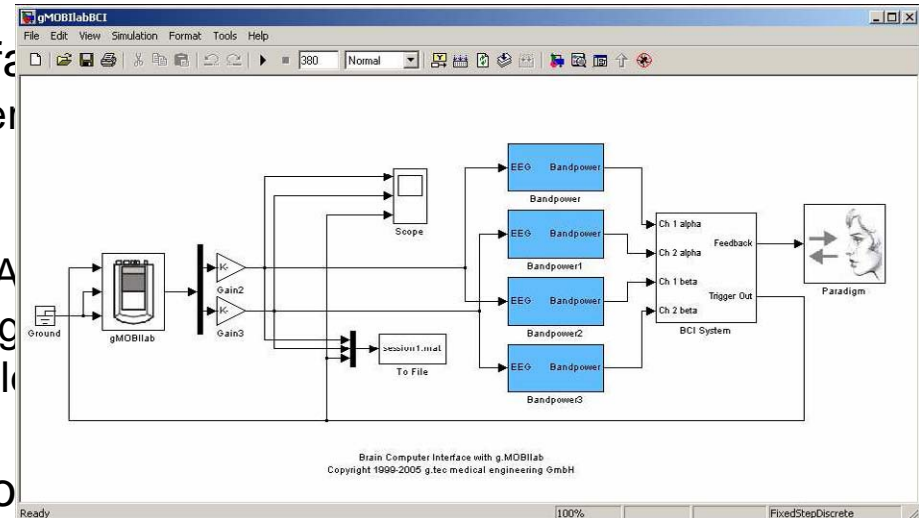 gMOBIlabBCI
File Edit View Simulation Format Tools Help
380 Normal
EEG Bandpower
Bandpower
EEG Bandpower
Bandpower1
EEG Bandpower
Bandpower2
EEG Bandpower
Bandpower3
Scope
Ch 1 alpha
Ch 2 alpha
Ch 1 beta
Ch 2 beta
Feedback
Trigger Out
BCI System
Paradigm
Ground
gMOBIlab
K-
Gain2
K-
Gain3
session1.mat
To File
Brain Computer Interface with g.MOBIlab
Copyright 1999-2005 g.tec medical engineering GmbH
Ready 100% FixedStepDiscrete